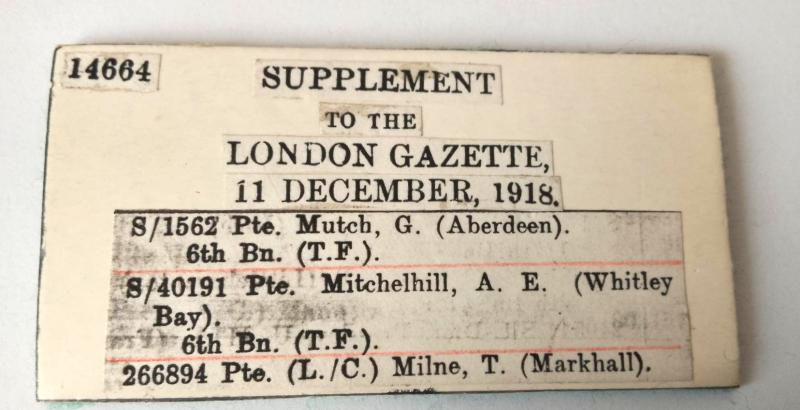 14664
SUPPLEMENT
TO THE
LONDON GAZETTE,
11 DECEMBER, 1918.
S/1562 Pte. Mutch, G. (Aberdeen).
6th Bn. (T.F.).
S/40191 Pte. Mitchelhill, A. E. (Whitley
Bay).
6th Bn. (T.F.).
266894 Pte. (L./C.) Milne, T. (Markhall).